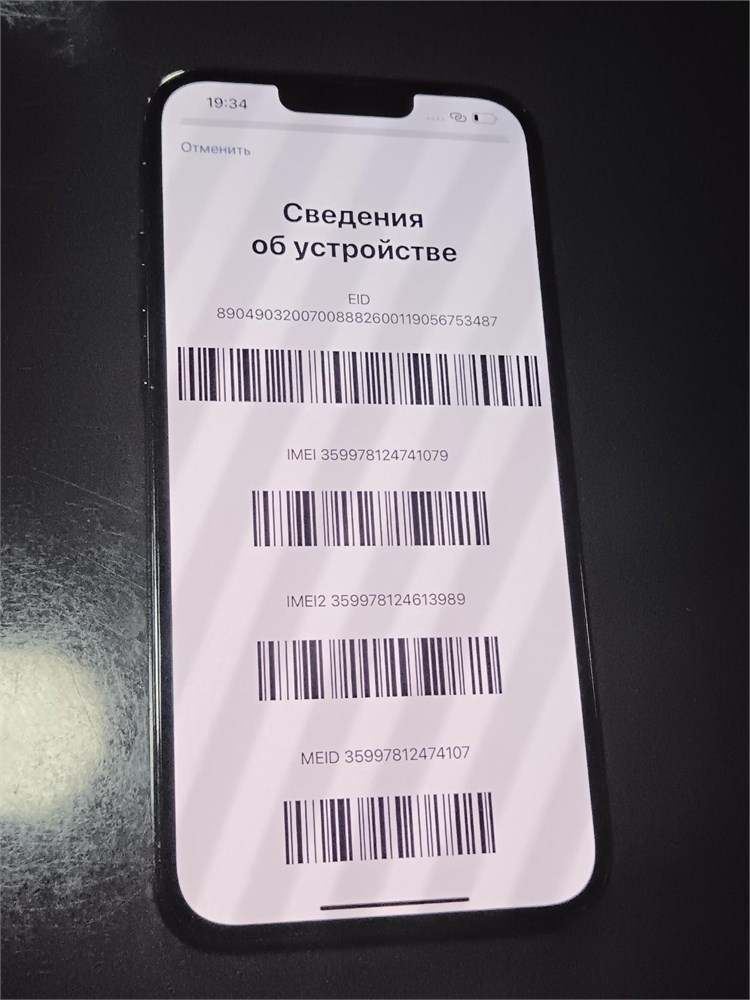 19:34
Отменить
Сведения
об устройстве
EID
89049032007008882600119056753487
IMEI 359978124741079
IMEI2 359978124613989
MEID 35997812474107